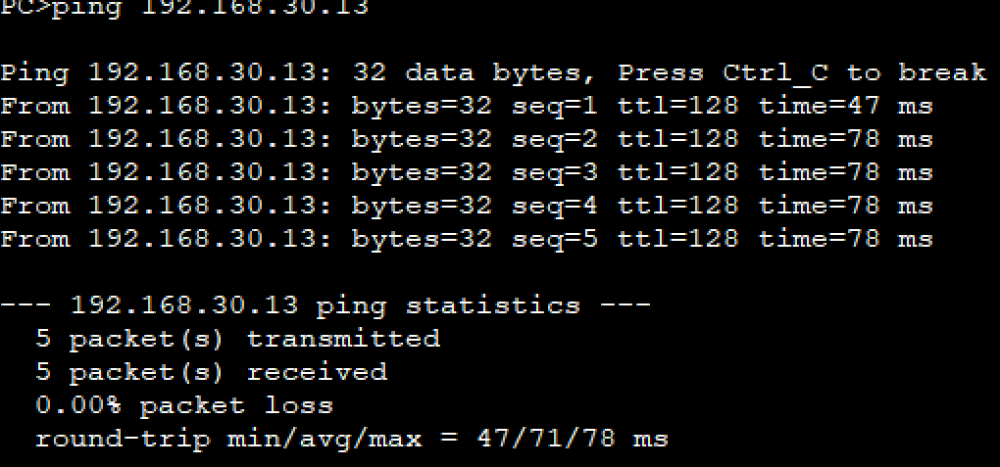 PC>ping 192.168.30.13
Ping 192.168.30.13: 32 data bytes, Press Ctrl_C to break
From 192.168.30.13: bytes=32 seq=1 ttl=128 time=47 ms
From 192.168.30.13: bytes=32 seq=2 ttl=128 time=78 ms
From 192.168.30.13: bytes=32 seq=3 ttl=128 time=78 ms
From 192.168.30.13: bytes=32 seq=4 ttl=128 time=78 ms
From 192.168.30.13: bytes=32 seq=5 ttl=128 time=78 ms
--- 192.168.30.13 ping statistics ---
5 packet(s) transmitted
5 packet(s) received
0.00% packet loss
round-trip min/avg/max = 47/71/78 ms